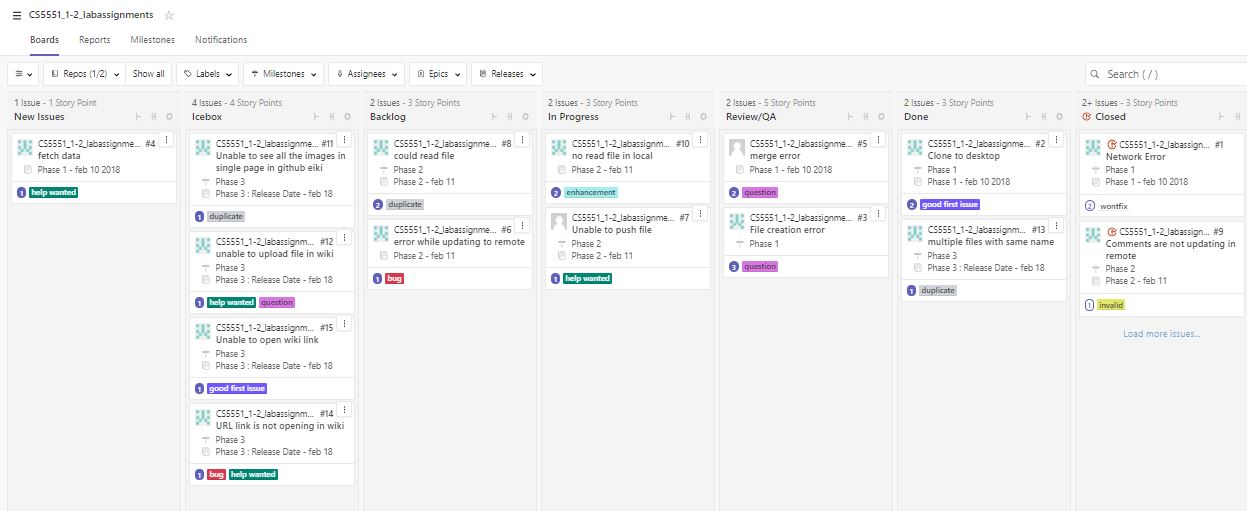 CS5551_1-2_labassignments
Boards
Reports
Milestones
Notifications
Repos (1/2)
Show all
Labels
Milestones
Assignees
Epics
Releases
Search ( / )
1 Issue - 1 Story Point
New Issues
CS5551_1-2_labassignme... #4
fetch data
Phase 1 - feb 10 2018
1 help wanted
4 Issues - 4 Story Points
Icebox
CS5551_1-2_labassignm... #11
Unable to see all the images in
single page in github eiki
Phase 3
Phase 3 : Release Date - feb 18
1 duplicate
CS5551_1-2_labassignm... #12
unable to upload file in wiki
Phase 3
Phase 3 : Release Date - feb 18
1 help wanted question
CS5551_1-2_labassignm... #15
Unable to open wiki link
Phase 3
Phase 3 : Release Date - feb 18
1 good first issue
CS5551_1-2_labassignm... #14
URL link is not opening in wiki
Phase 3
Phase 3 : Release Date - feb 18
1 bug help wanted
2 Issues - 3 Story Points
Backlog
CS5551_1-2_labassignme... #8
could read file
Phase 2
Phase 2 - feb 11
2 duplicate
CS5551_1-2_labassignme... #6
error while updating to remote
Phase 2 - feb 11
1 bug
2 Issues - 3 Story Points
In Progress
CS5551_1-2_labassignme... #10
no read file in local
Phase 2
Phase 2 - feb 11
2 enhancement
CS5551_1-2_labassignme... #7
Unable to push file
Phase 2
Phase 2 - feb 11
1 help wanted
2 Issues - 5 Story Points
Review/QA
CS5551_1-2_labassignme... #5
merge error
Phase 1 - feb 10 2018
2 question
CS5551_1-2_labassignme... #3
File creation error
Phase 1
3 question
2 Issues - 3 Story Points
Done
CS5551_1-2_labassignme... #2
Clone to desktop
Phase 1
Phase 1 - feb 10 2018
2 good first issue
CS5551_1-2_labassignm... #13
multiple files with same name
Phase 3
Phase 3 : Release Date - feb 18
1 duplicate
2+ Issues - 3 Story Points
Closed
CS5551_1-2_labassignm... #1
Network Error
Phase 1
Phase 1 - feb 10 2018
2 wontfix
CS5551_1-2_labassignm... #9
Comments are not updating in
remote
Phase 2
Phase 2 - feb 11
1 invalid
Load more issues...